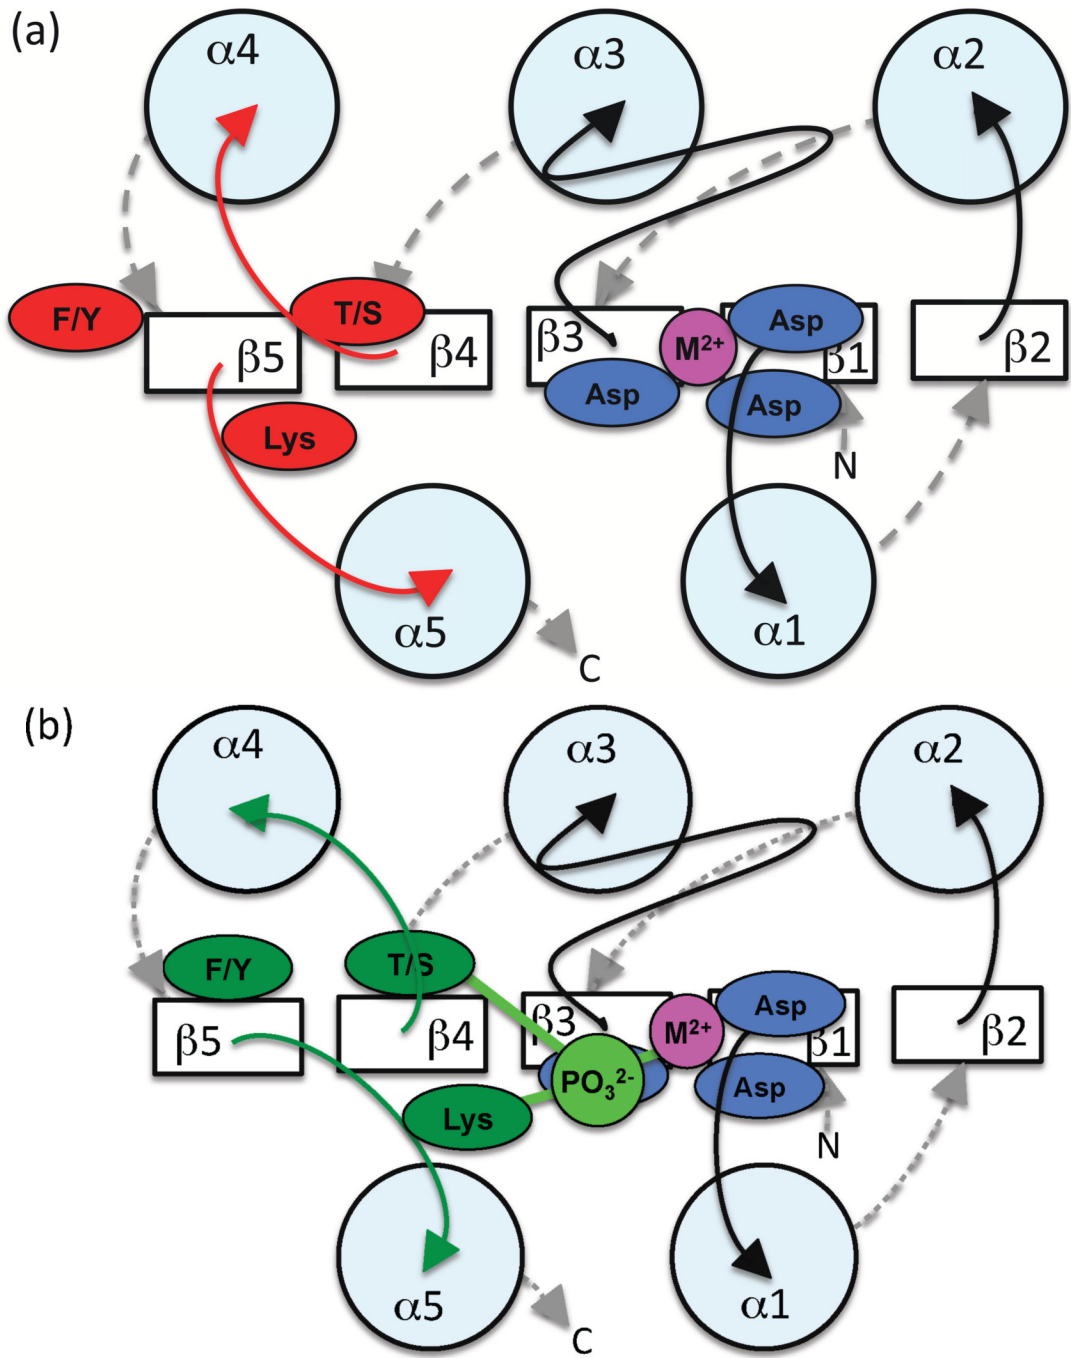 (a)
α4 α3 α2
F/Y β5 T/S β4 β3 M²⁺ Asp β1 β2
Asp Asp
Lys
N
α5 α1
C
(b)
α4 α3 α2
F/Y T/S
β5 β4 β3 M²⁺ Asp β1 β2
PO₃²⁻ Asp
Lys
N
α5 α1
C